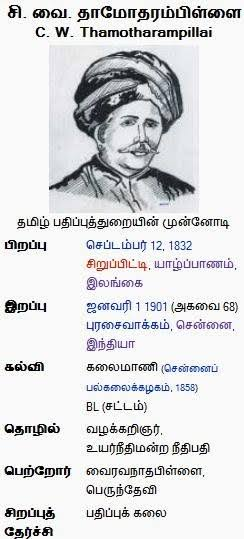 சி. வை. தாமோதரம்பிள்ளை
C. W. Thamotharampillai
தமிழ் பதிப்புத்துறையின் முன்னோடி
பிறப்பு செப்டம்பர் 12, 1832
சிறுப்பிட்டி, யாழ்ப்பாணம்,
இலங்கை
இறப்பு ஜனவரி 1 1901 (அகவை 68)
புரசைவாக்கம், சென்னை,
இந்தியா
கல்வி கலைமாணி (சென்னைப்
பல்கலைக்கழகம், 1858)
BL (சட்டம்)
தொழில் வழக்கறிஞர்,
உயர்நீதிமன்ற நீதிபதி
பெற்றோர் வைரவநாதபிள்ளை,
பெருந்தேவி
சிறப்புத் பதிப்புக் கலை
தேர்ச்சி